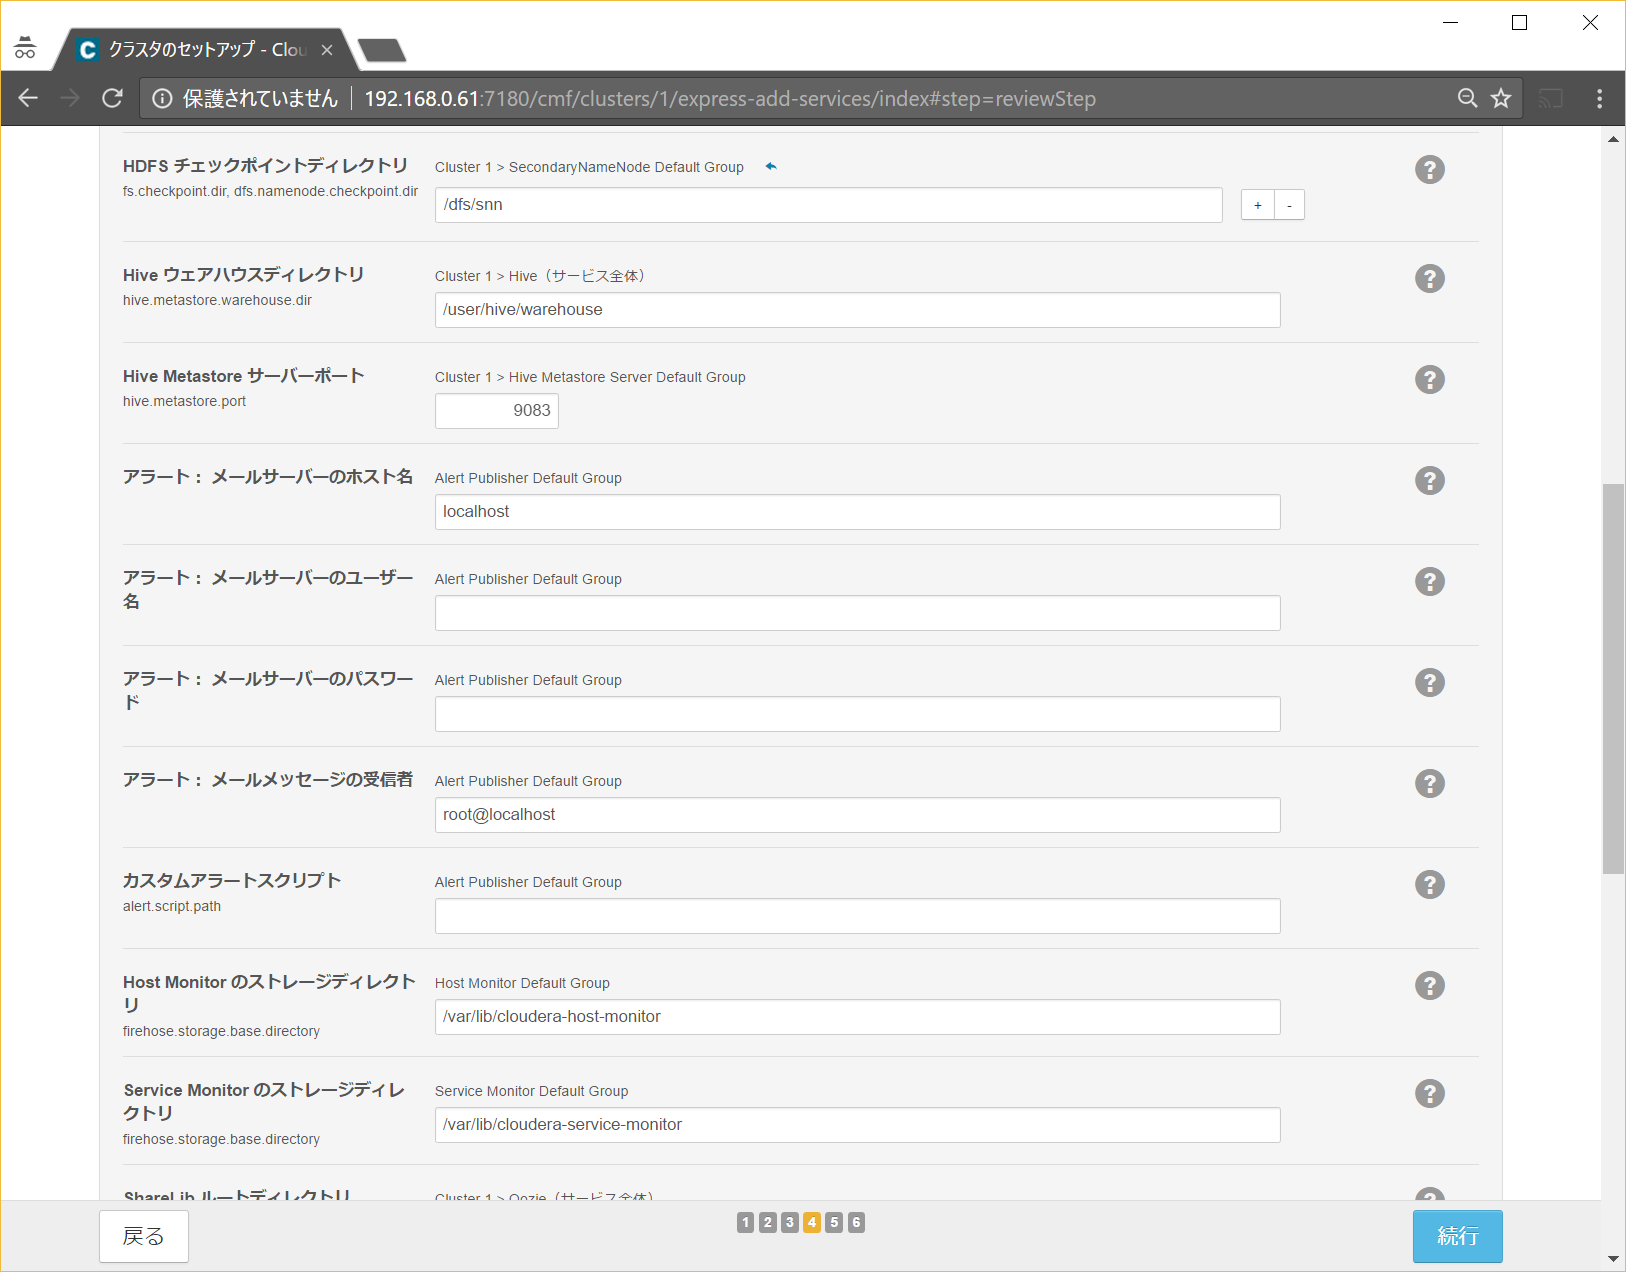 クラスタのセットアップ - Clou
保護されていません 192.168.0.61:7180/cmf/clusters/1/express-add-services/index#step=reviewStep
HDFS チェックポイントディレクトリ
fs.checkpoint.dir, dfs.namenode.checkpoint.dir
Cluster 1 > SecondaryNameNode Default Group
/dfs/snn
+ -
?
Hive ウェアハウスディレクトリ
hive.metastore.warehouse.dir
Cluster 1 > Hive（サービス全体）
/user/hive/warehouse
?
Hive Metastore サーバーポート
hive.metastore.port
Cluster 1 > Hive Metastore Server Default Group
9083
?
アラート： メールサーバーのホスト名
Alert Publisher Default Group
localhost
?
アラート： メールサーバーのユーザー
名
Alert Publisher Default Group
?
アラート： メールサーバーのパスワー
ド
Alert Publisher Default Group
?
アラート： メールメッセージの受信者
Alert Publisher Default Group
root@localhost
?
カスタムアラートスクリプト
alert.script.path
Alert Publisher Default Group
?
Host Monitor のストレージディレクト
リ
firehose.storage.base.directory
Host Monitor Default Group
/var/lib/cloudera-host-monitor
?
Service Monitor のストレージディレ
クトリ
firehose.storage.base.directory
Service Monitor Default Group
/var/lib/cloudera-service-monitor
?
ShareLib ルートディレクトリ
Cluster 1 > Oozie（サービス全体）
?
戻る
1 2 3 4 5 6
続行